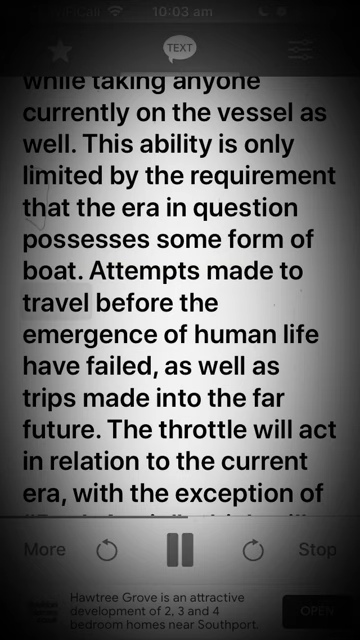 WiFiCall
10:03 am
TEXT
while taking anyone
currently on the vessel as
well. This ability is only
limited by the requirement
that the era in question
possesses some form of
boat. Attempts made to
travel before the
emergence of human life
have failed, as well as
trips made into the far
future. The throttle will act
in relation to the current
era, with the exception of
More
Stop
Hawtree Grove is an attractive
development of 2, 3 and 4
bedroom homes near Southport.
OPEN